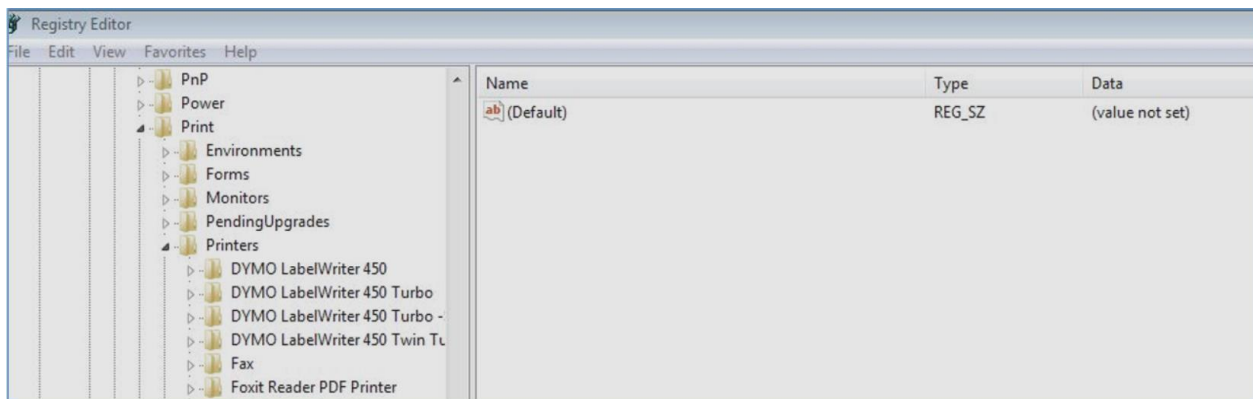 Registry Editor
File Edit View Favorites Help
PnP
Power
Print
Environments
Forms
Monitors
PendingUpgrades
Printers
DYMO LabelWriter 450
DYMO LabelWriter 450 Turbo
DYMO LabelWriter 450 Turbo -
DYMO LabelWriter 450 Twin Tu
Fax
Foxit Reader PDF Printer
Name Type Data
ab (Default) REG_SZ (value not set)